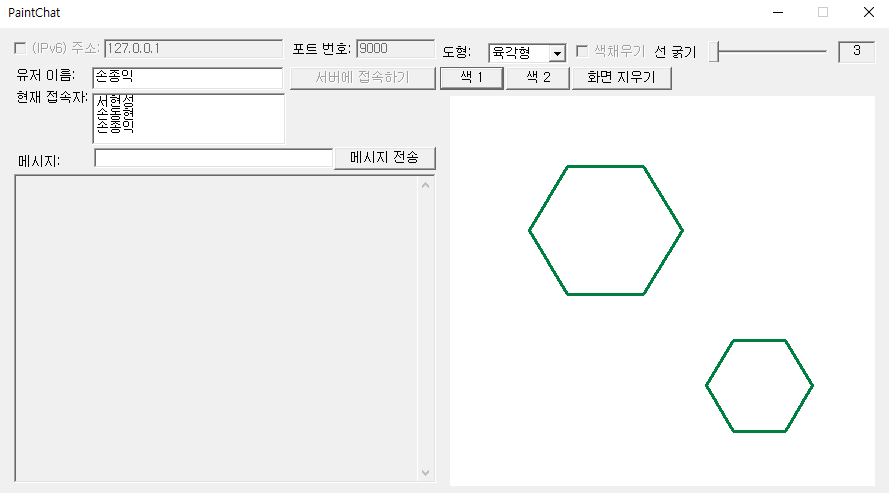 PaintChat
(IPv6) 주소: 127.0.0.1 포트 번호: 9000 도형: 육각형 색채우기 선 굵기 3
유저 이름: 손종익 서버에 접속하기 색 1 색 2 화면 지우기
현재 접속자: 서현성
손동현
손종익
메시지: 메시지 전송